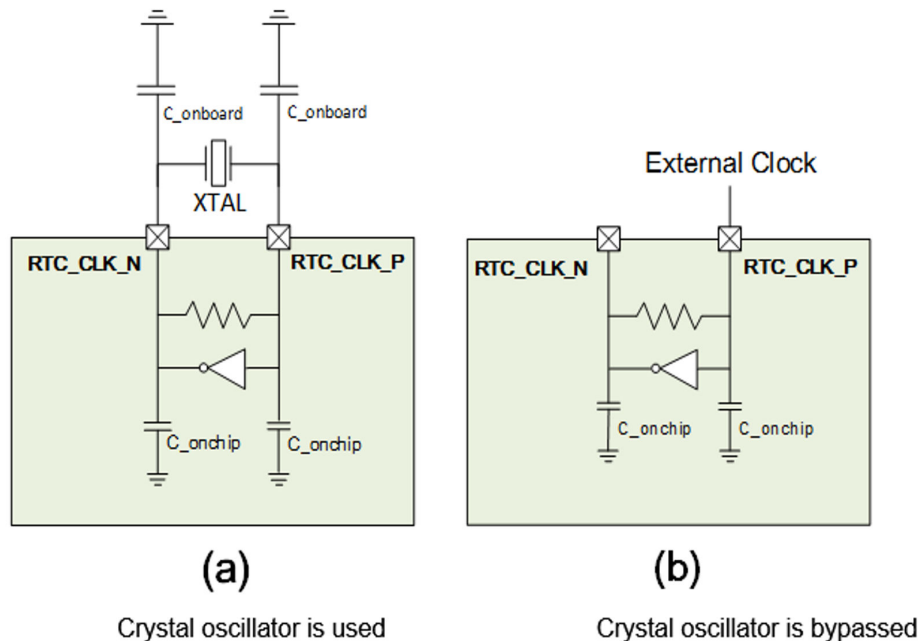 C_onboard
C_onboard
XTAL
RTC_CLK_N
RTC_CLK_P
C_onchip
C_onchip
(a)
Crystal oscillator is used
External Clock
RTC_CLK_N
RTC_CLK_P
C_onchip
C_onchip
(b)
Crystal oscillator is bypassed